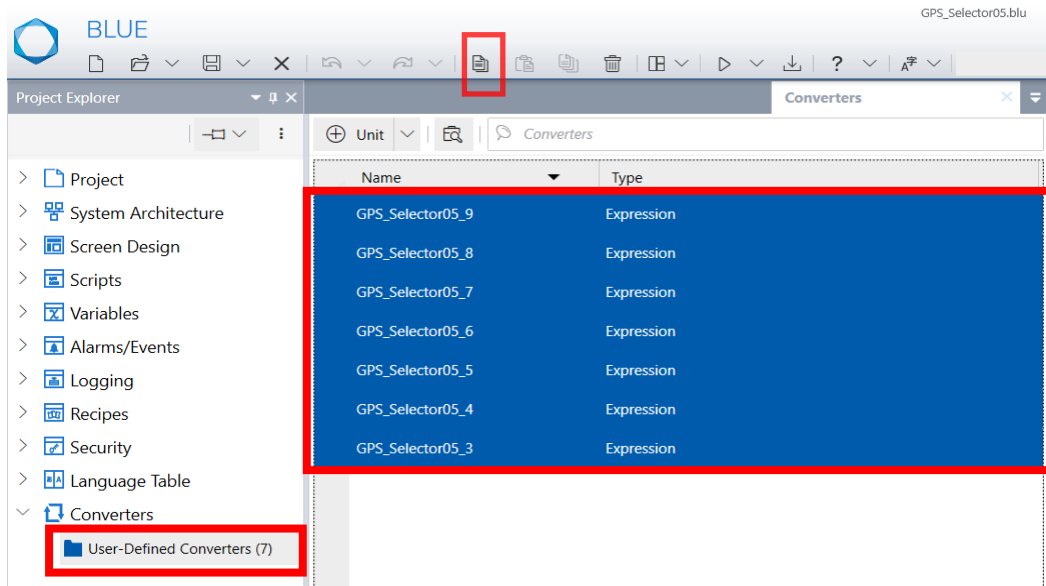 GPS_Selector05.blu
BLUE
?
A字
Project Explorer
Converters
Unit
Converters
Name
Type
Project
System Architecture
Screen Design
Scripts
Variables
Alarms/Events
Logging
Recipes
Security
Language Table
Converters
User-Defined Converters (7)
GPS_Selector05_9 Expression
GPS_Selector05_8 Expression
GPS_Selector05_7 Expression
GPS_Selector05_6 Expression
GPS_Selector05_5 Expression
GPS_Selector05_4 Expression
GPS_Selector05_3 Expression